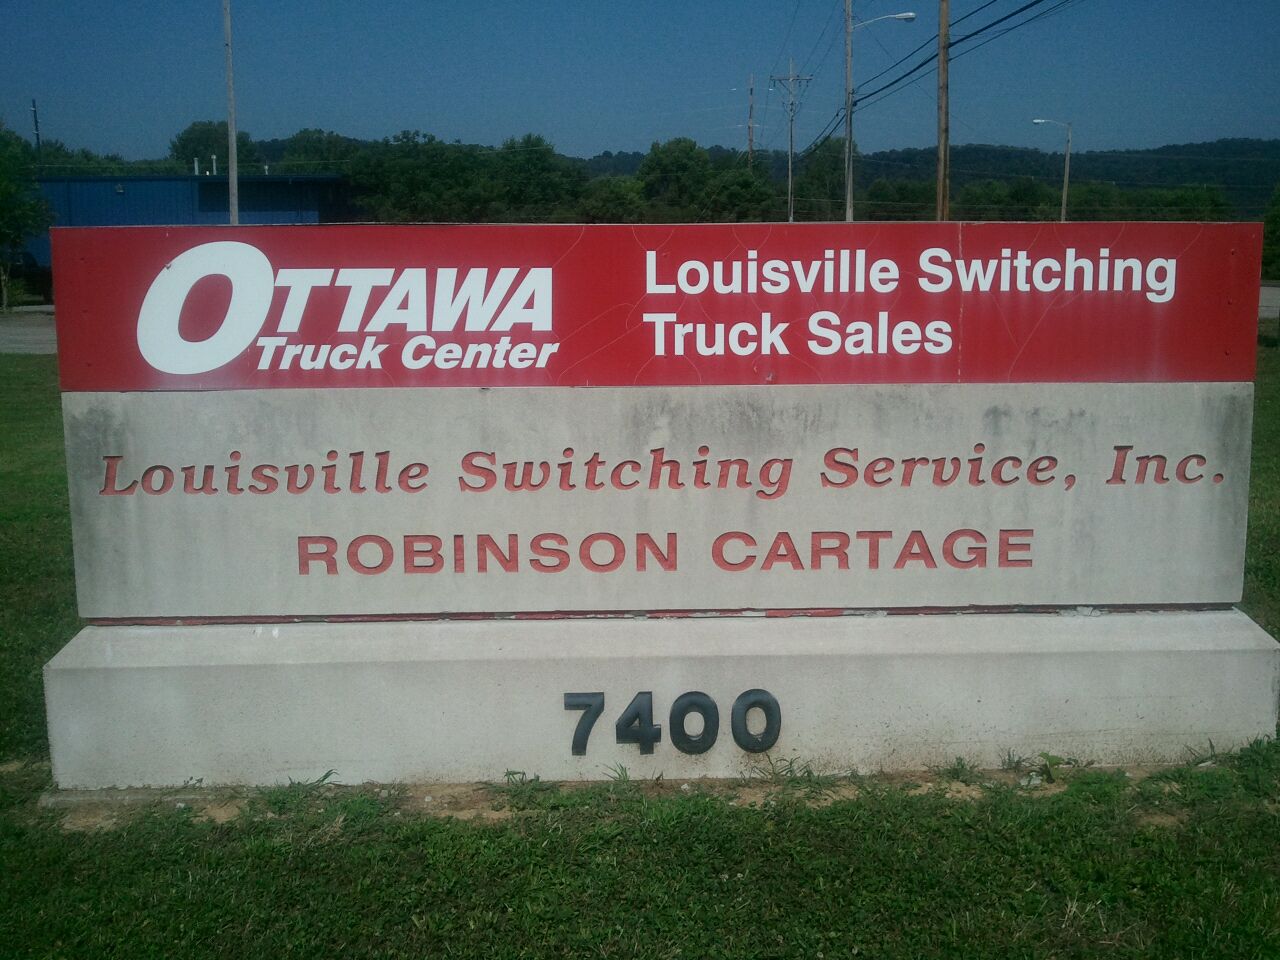 OTTAWA
Truck Center
Louisville Switching
Truck Sales
Louisville Switching Service, Inc.
ROBINSON CARTAGE
7400